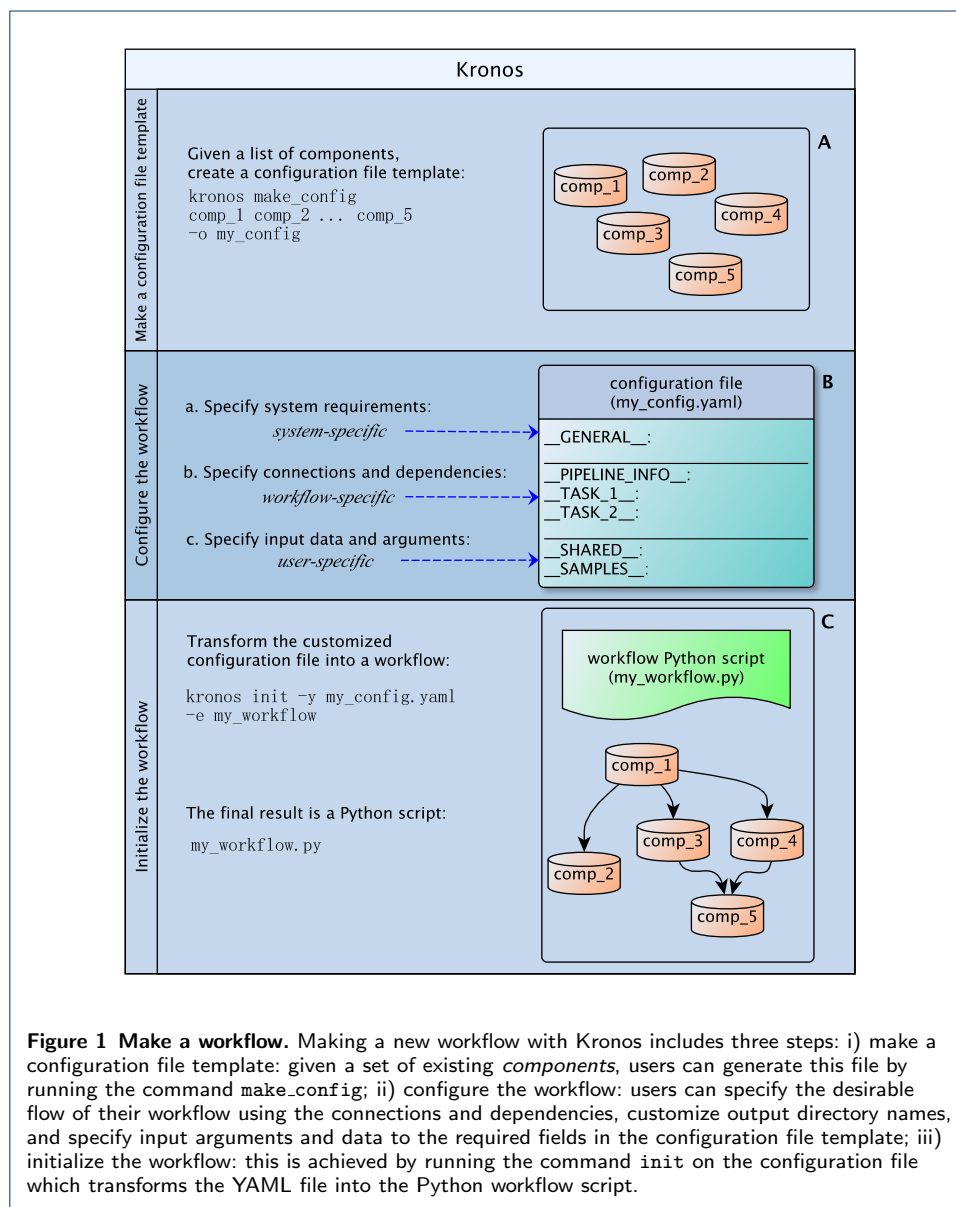 Kronos
Make a configuration file template
Given a list of components,
create a configuration file template:
kronos make_config
comp_1 comp_2 ... comp_5
-o my_config
A
comp_1
comp_2
comp_3
comp_4
comp_5
Configure the workflow
a. Specify system requirements:
system-specific
b. Specify connections and dependencies:
workflow-specific
c. Specify input data and arguments:
user-specific
B
configuration file
(my_config.yaml)
__GENERAL__:
__PIPELINE_INFO__:
__TASK_1__:
__TASK_2__:
__SHARED__:
__SAMPLES__:
Initialize the workflow
Transform the customized
configuration file into a workflow:
kronos init -y my_config.yaml
-e my_workflow
The final result is a Python script:
my_workflow.py
C
workflow Python script
(my_workflow.py)
comp_1
comp_2
comp_3
comp_4
comp_5
Figure 1 Make a workflow. Making a new workflow with Kronos includes three steps: i) make a
configuration file template: given a set of existing components, users can generate this file by
running the command make_config; ii) configure the workflow: users can specify the desirable
flow of their workflow using the connections and dependencies, customize output directory names,
and specify input arguments and data to the required fields in the configuration file template; iii)
initialize the workflow: this is achieved by running the command init on the configuration file
which transforms the YAML file into the Python workflow script.